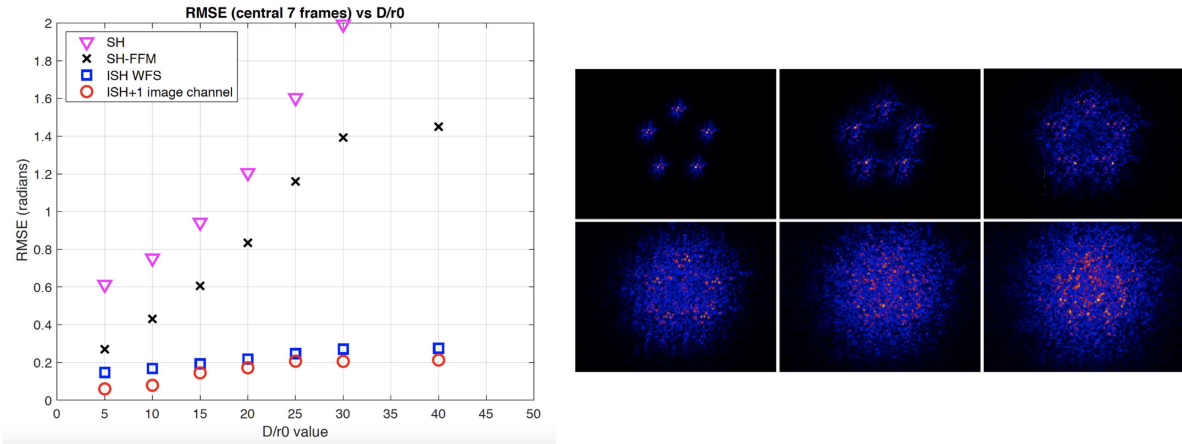 RMSE (central 7 frames) vs D/r0
2
1.8
1.6
1.4
1.2
1
0.8
0.6
0.4
0.2
0
RMSE (radians)
SH
SH-FFM
ISH WFS
ISH+1 image channel
0 5 10 15 20 25 30 35 40 45 50
D/r0 value